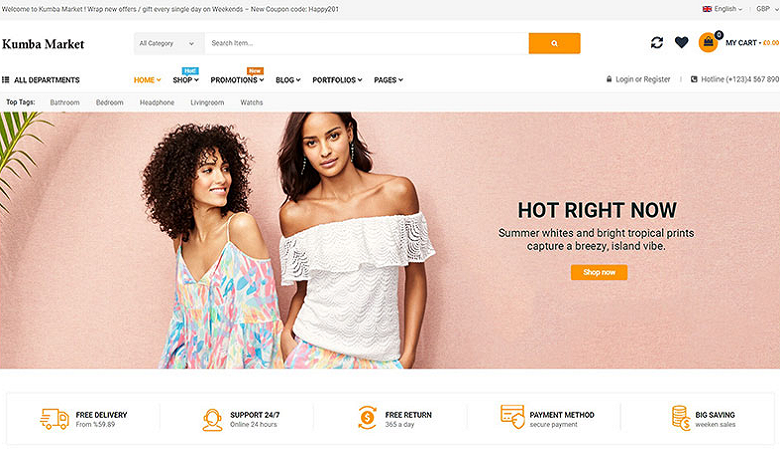 Welcome to Kumba Market ! Wrap new offers / gift every single day on Weekends – New Coupon code: Happy201
English
GBP
Kumba Market
All Category
Search Item...
0
MY CART - £0.00
ALL DEPARTMENTS
HOME
Hot!
SHOP
New
PROMOTIONS
BLOG
PORTFOLIOS
PAGES
Login or Register
Hotline (+123)4 567 890
Top Tags:
Bathroom
Bedroom
Headphone
Livingroom
Watchs
HOT RIGHT NOW
Summer whites and bright tropical prints
capture a breezy, island vibe.
Shop now
FREE DELIVERY
From %59.89
SUPPORT 24/7
Online 24 hours
FREE RETURN
365 a day
PAYMENT METHOD
secure payment
BIG SAVING
weeken sales